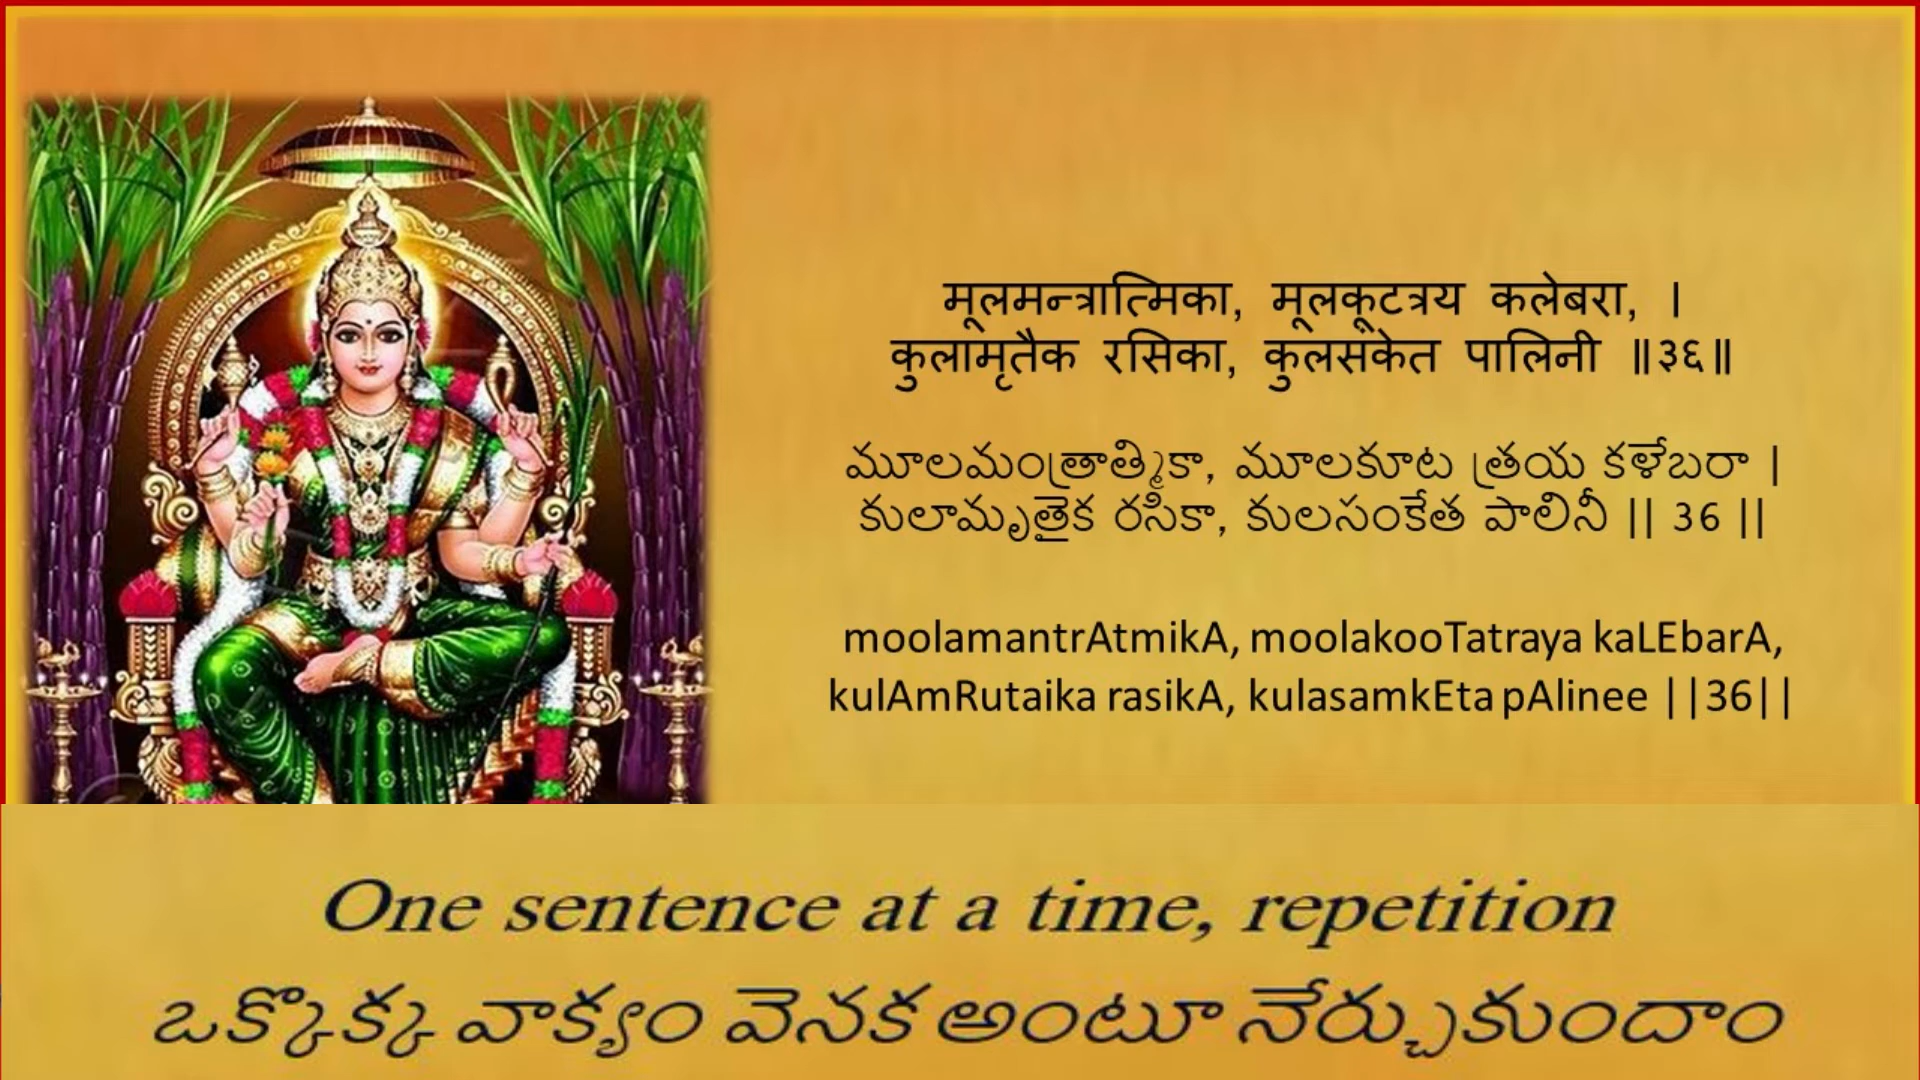 मूलमन्त्रात्मिका, मूलकूटत्रय कलेबरा, ।
कुलामृतैक रसिका, कुलसंकेत पालिनी ॥३६॥
మూలమంత్రాత్మికా, మూలకూట త్రయ కళేబరా |
కులామృతైక రసికా, కులసంకేత పాలినీ || 36 ||
moolamantrAtmikA, moolakooTatraya kaLEbarA,
kulAmRutaika rasikA, kulasamkEta pAlinee ||36||
One sentence at a time, repetition
ఒక్కొక్క వాక్యం వెనక అంటూ నేర్చుకుందాం